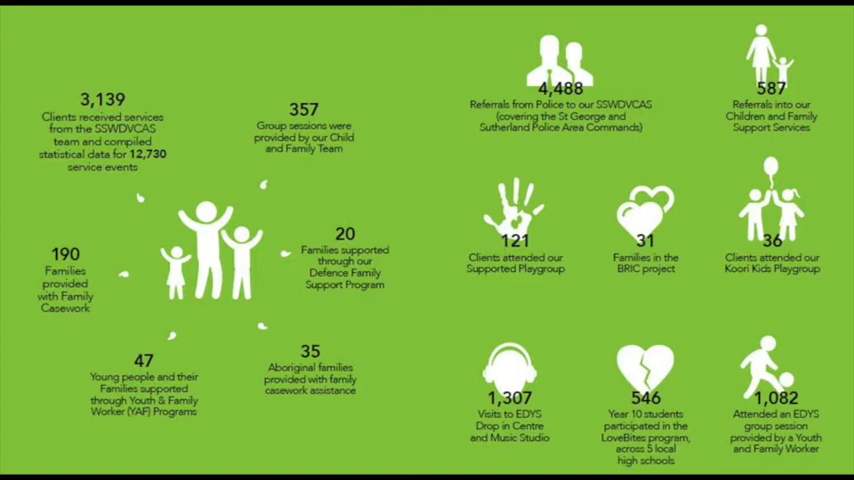 3,139
Clients received services
from the SSWDVCAS
team and compiled
statistical data for 12,730
service events
357
Group sessions were
provided by our Child
and Family Team
190
Families
provided
with Family
Casework
20
Families supported
through our
Defence Family
Support Program
47
Young people and their
Families supported
through Youth & Family
Worker (YAF) Programs
35
Aboriginal families
provided with family
casework assistance
4,488
Referrals from Police to our SSWDVCAS
(covering the St George and
Sutherland Police Area Commands)
587
Referrals into our
Children and Family
Support Services
121
Clients attended our
Supported Playgroup
31
Families in the
BRIC project
36
Clients attended our
Koori Kids Playgroup
1,307
Visits to EDYS
Drop in Centre
and Music Studio
546
Year 10 students
participated in the
LoveBites program,
across 5 local
high schools
1,082
Attended an EDYS
group session
provided by a Youth
and Family Worker